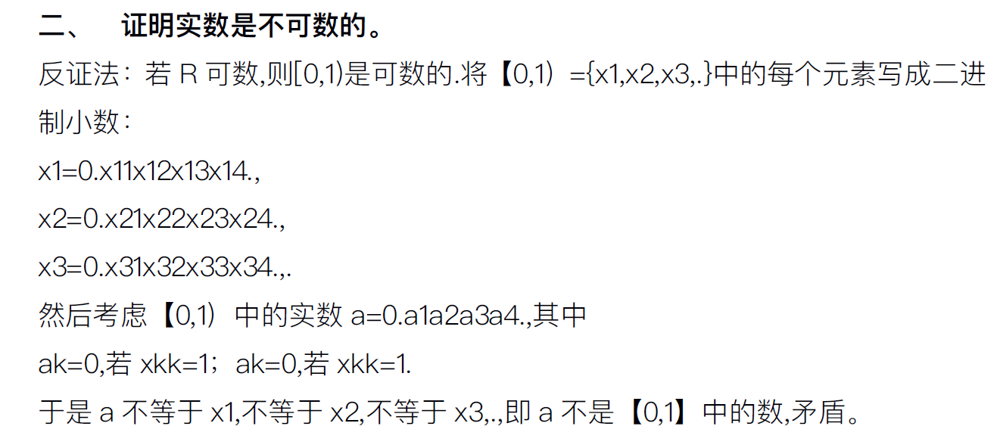 二、 证明实数是不可数的。
反证法：若 R 可数,则[0,1)是可数的.将【0,1）={x1,x2,x3,.}中的每个元素写成二进
制小数：
x1=0.x11x12x13x14.,
x2=0.x21x22x23x24.,
x3=0.x31x32x33x34.,.
然后考虑【0,1）中的实数 a=0.a1a2a3a4.,其中
ak=0,若 xkk=1；ak=0,若 xkk=1.
于是 a 不等于 x1,不等于 x2,不等于 x3,.,即 a 不是【0,1】中的数,矛盾。